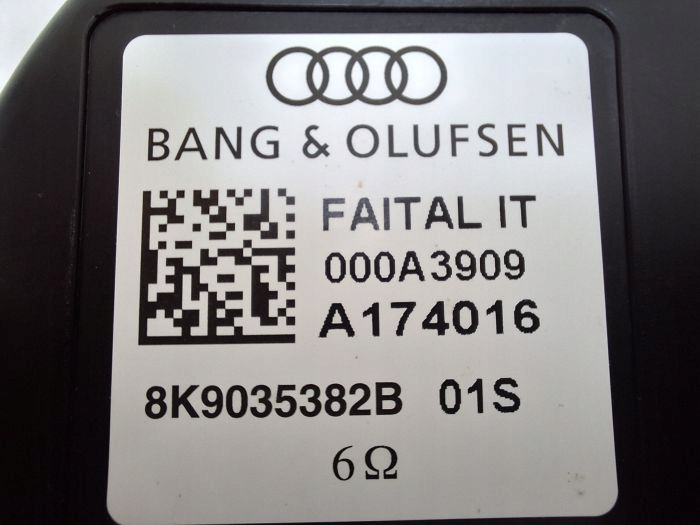 BANG & OLUFSEN
FAITAL IT
000A3909
A174016
8K9035382B 01S
6Ω